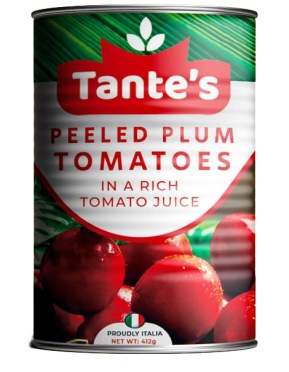 Tante's
PEELED PLUM
TOMATOES
IN A RICH
TOMATO JUICE
PROUDLY ITALIA
NET WT: 412g